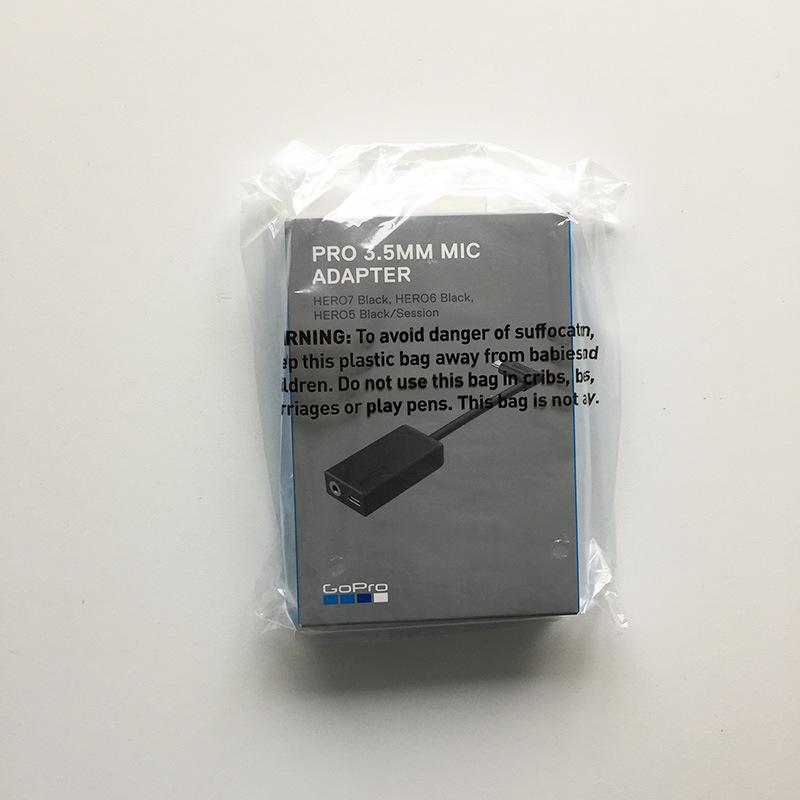 PRO 3.5MM MIC
ADAPTER
HERO7 Black, HERO6 Black,
HERO5 Black/Session
RNING: To avoid danger of suffocatn,
p this plastic bag away from babiesnd
ldren. Do not use this bag in cribs, bs,
rriages or play pens. This bag is not ay.
GoPro